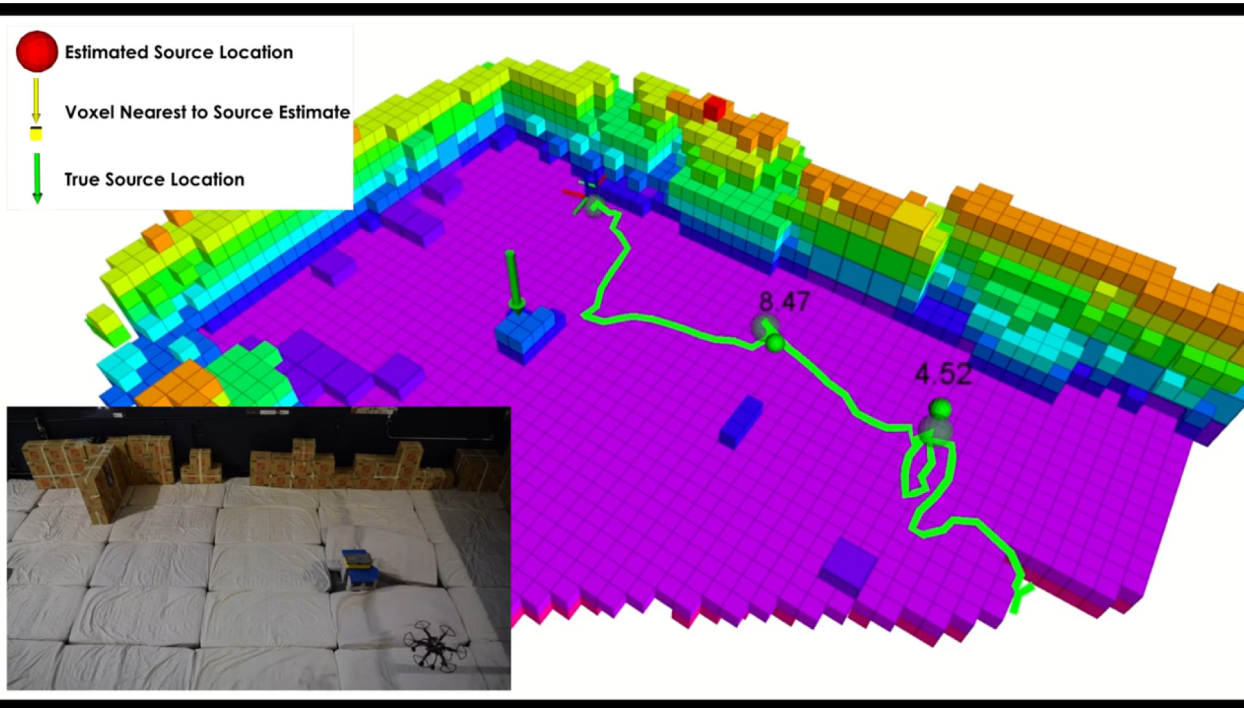 Estimated Source Location
Voxel Nearest to Source Estimate
True Source Location
8.47
4.52